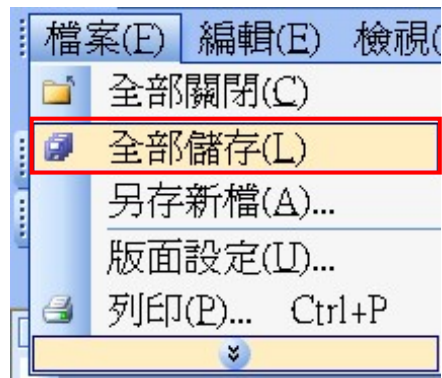 檔案(F) 編輯(E) 檢視(
全部關閉(C)
全部儲存(L)
另存新檔(A)...
版面設定(U)...
列印(P)... Ctrl+P